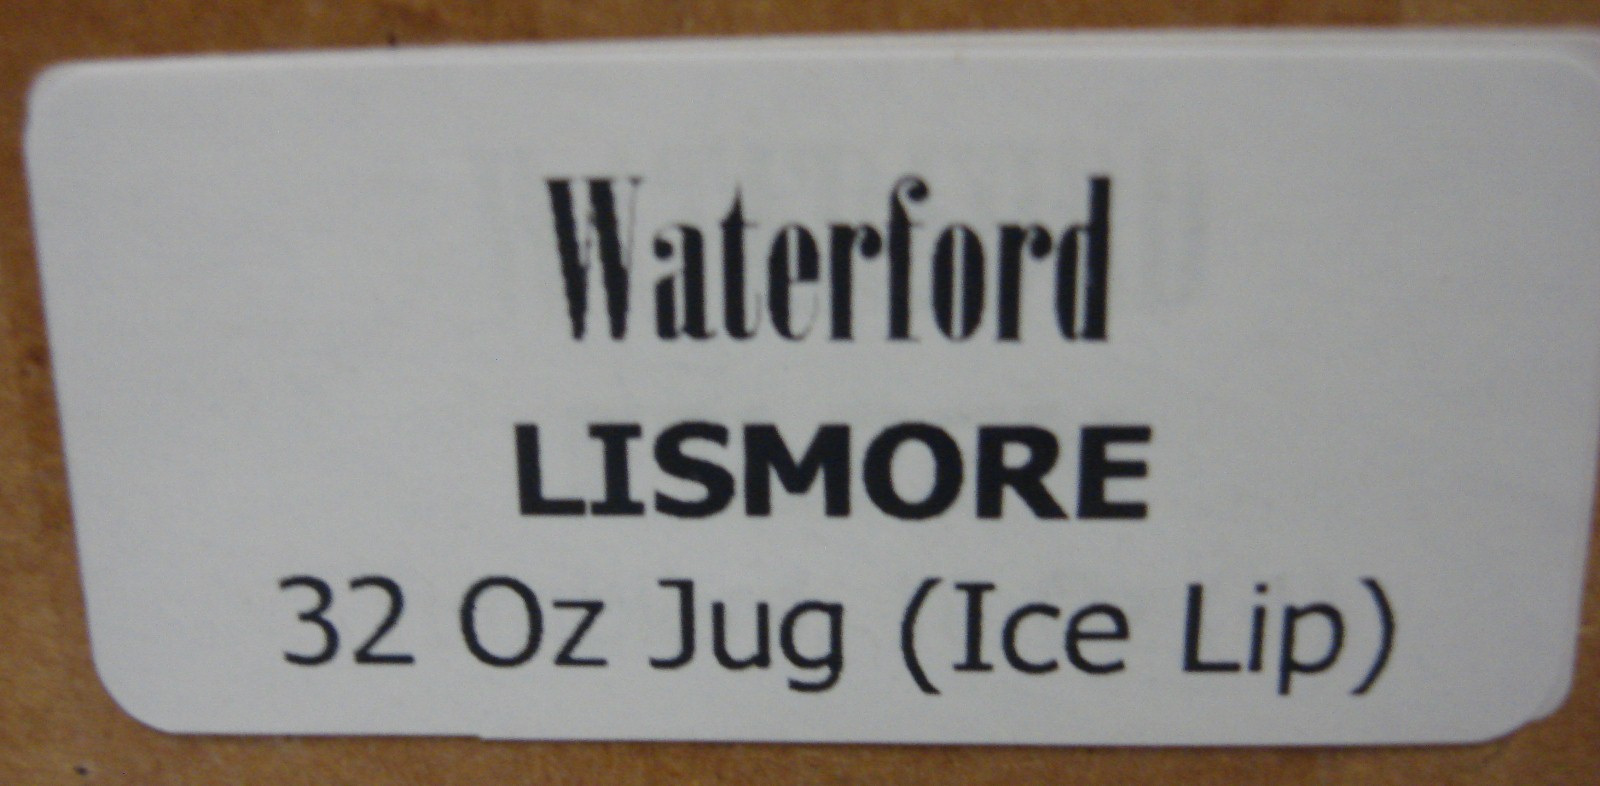 Waterford
LISMORE
32 Oz Jug (Ice Lip)